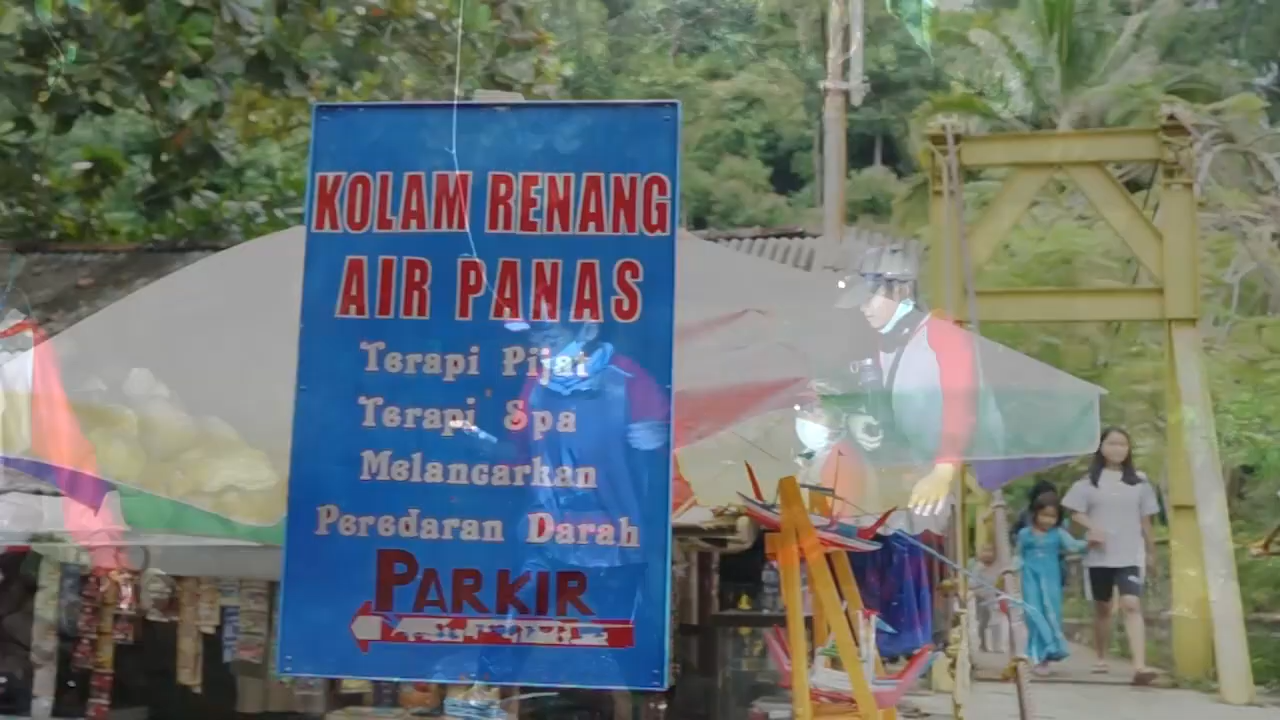 KOLAM RENANG
AIR PANAS
Terapi Pijat
Terapi Spa
Melancarkan
Peredaran Darah
PARKIR